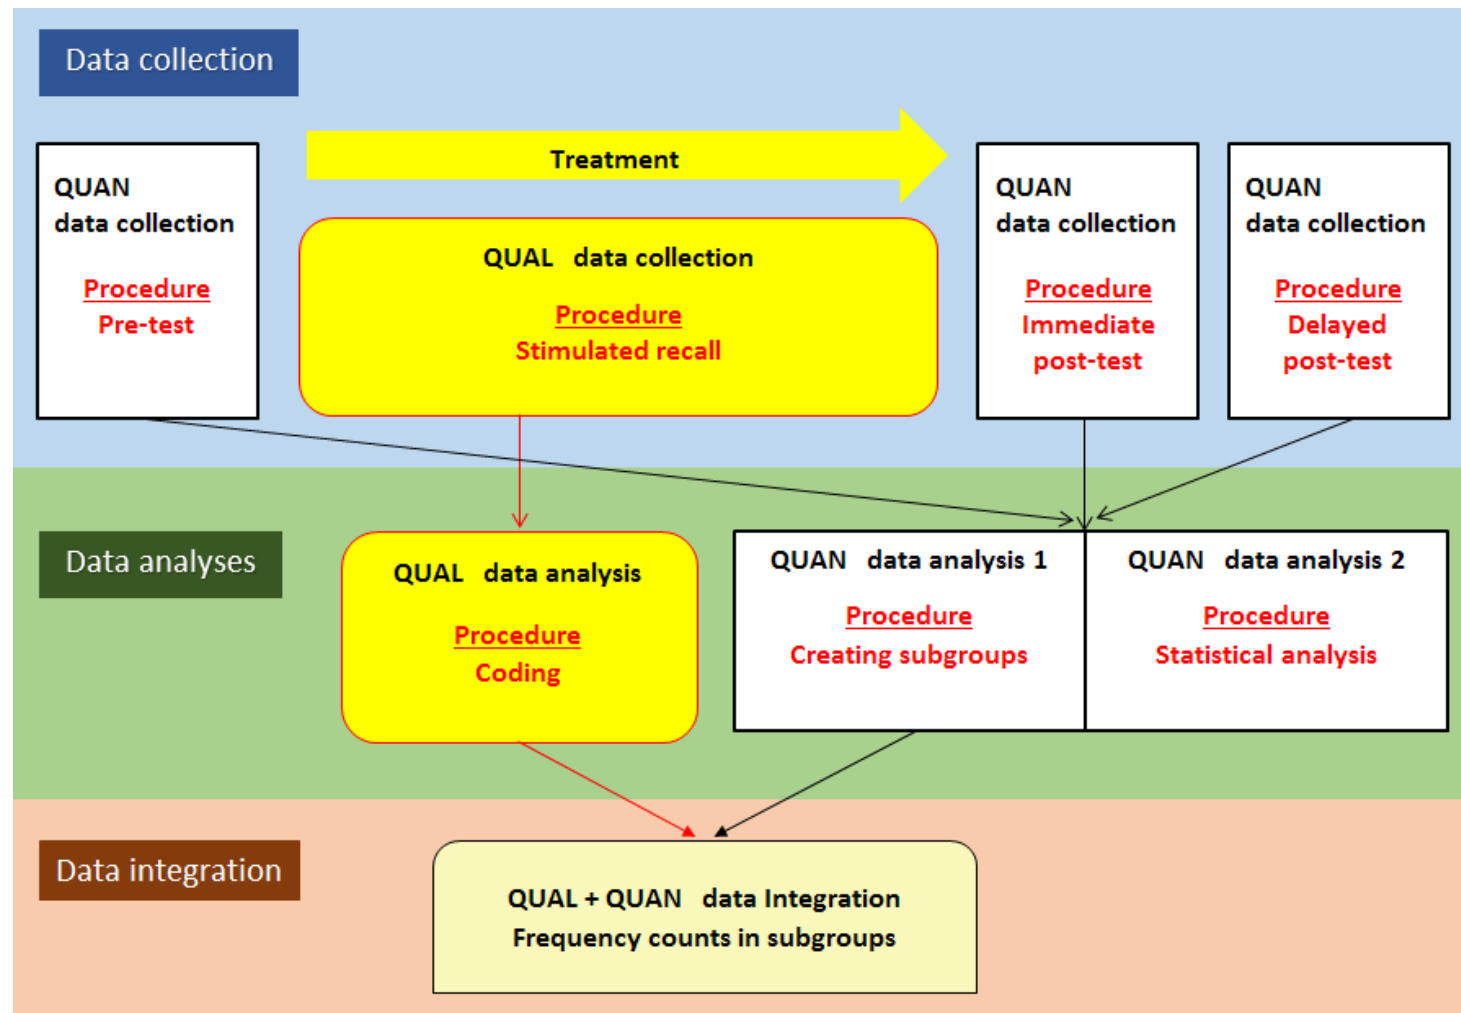 Data collection
Treatment
QUAN
data collection
Procedure
Pre-test
QUAL data collection
Procedure
Stimulated recall
QUAN
data collection
Procedure
Immediate
post-test
QUAN
data collection
Procedure
Delayed
post-test
Data analyses
QUAL data analysis
Procedure
Coding
QUAN data analysis 1
Procedure
Creating subgroups
QUAN data analysis 2
Procedure
Statistical analysis
Data integration
QUAL + QUAN data Integration
Frequency counts in subgroups